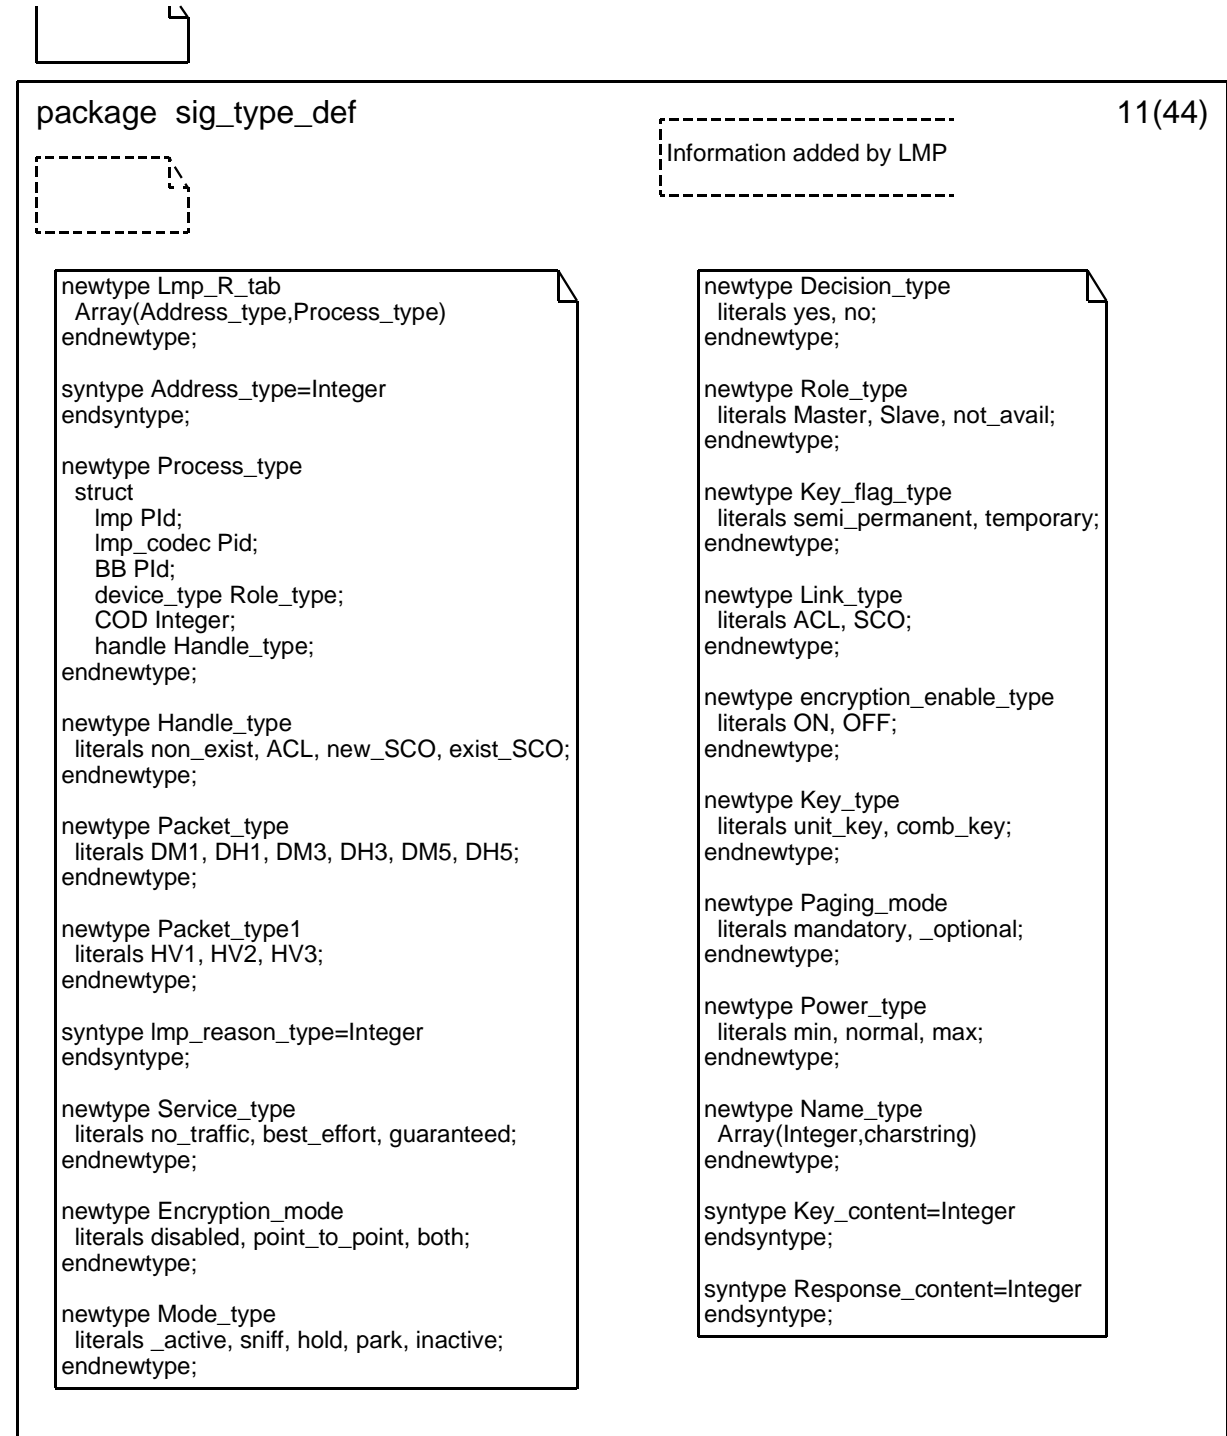 package sig_type_def
11(44)
Information added by LMP
newtype Lmp_R_tab
Array(Address_type,Process_type)
endnewtype;
syntype Address_type=Integer
endsyntype;
newtype Process_type
struct
lmp PId;
lmp_codec Pid;
BB PId;
device_type Role_type;
COD Integer;
handle Handle_type;
endnewtype;
newtype Handle_type
literals non_exist, ACL, new_SCO, exist_SCO;
endnewtype;
newtype Packet_type
literals DM1, DH1, DM3, DH3, DM5, DH5;
endnewtype;
newtype Packet_type1
literals HV1, HV2, HV3;
endnewtype;
syntype lmp_reason_type=Integer
endsyntype;
newtype Service_type
literals no_traffic, best_effort, guaranteed;
endnewtype;
newtype Encryption_mode
literals disabled, point_to_point, both;
endnewtype;
newtype Mode_type
literals _active, sniff, hold, park, inactive;
endnewtype;
newtype Decision_type
literals yes, no;
endnewtype;
newtype Role_type
literals Master, Slave, not_avail;
endnewtype;
newtype Key_flag_type
literals semi_permanent, temporary;
endnewtype;
newtype Link_type
literals ACL, SCO;
endnewtype;
newtype encryption_enable_type
literals ON, OFF;
endnewtype;
newtype Key_type
literals unit_key, comb_key;
endnewtype;
newtype Paging_mode
literals mandatory, _optional;
endnewtype;
newtype Power_type
literals min, normal, max;
endnewtype;
newtype Name_type
Array(Integer,charstring)
endnewtype;
syntype Key_content=Integer
endsyntype;
syntype Response_content=Integer
endsyntype;